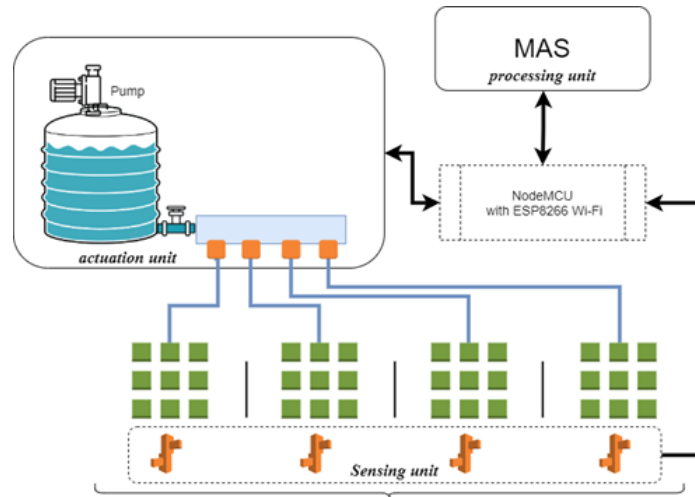 MAS
processing unit
Pump
NodeMCU
with ESP8266 Wi-Fi
actuation unit
Sensing unit